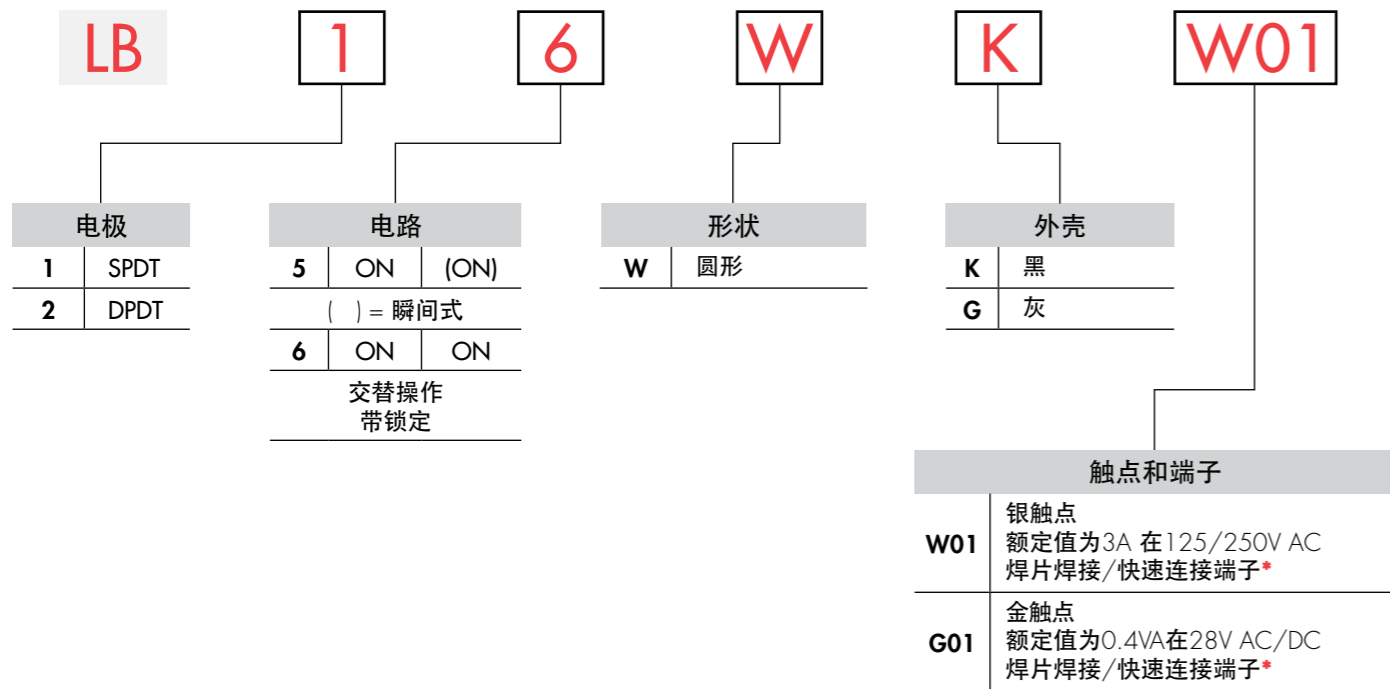 LB 1 6 W K W01
电极
1 SPDT
2 DPDT
电路
5 ON (ON)
( ) = 瞬间式
6 ON ON
交替操作
带锁定
形状
W 圆形
外壳
K 黑
G 灰
触点和端子
W01 银触点
额定值为3A 在125/250V AC
焊片焊接/快速连接端子*
G01 金触点
额定值为0.4VA在28V AC/DC
焊片焊接/快速连接端子*